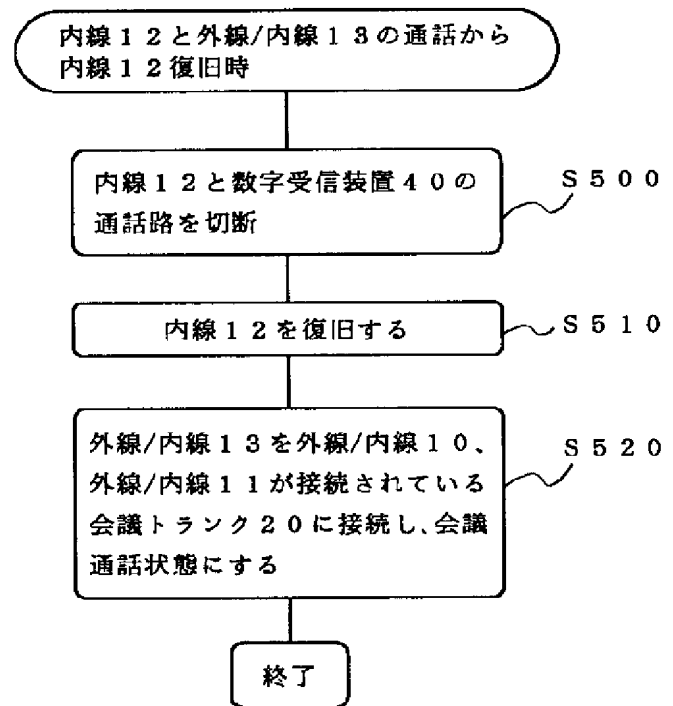 内線12と外線/内線13の通話から
内線12復旧時
内線12と数字受信装置40の
通話路を切断
S500
内線12を復旧する
S510
外線/内線13を外線/内線10、
外線/内線11が接続されている
会議トランク20に接続し、会議
通話状態にする
S520
終了